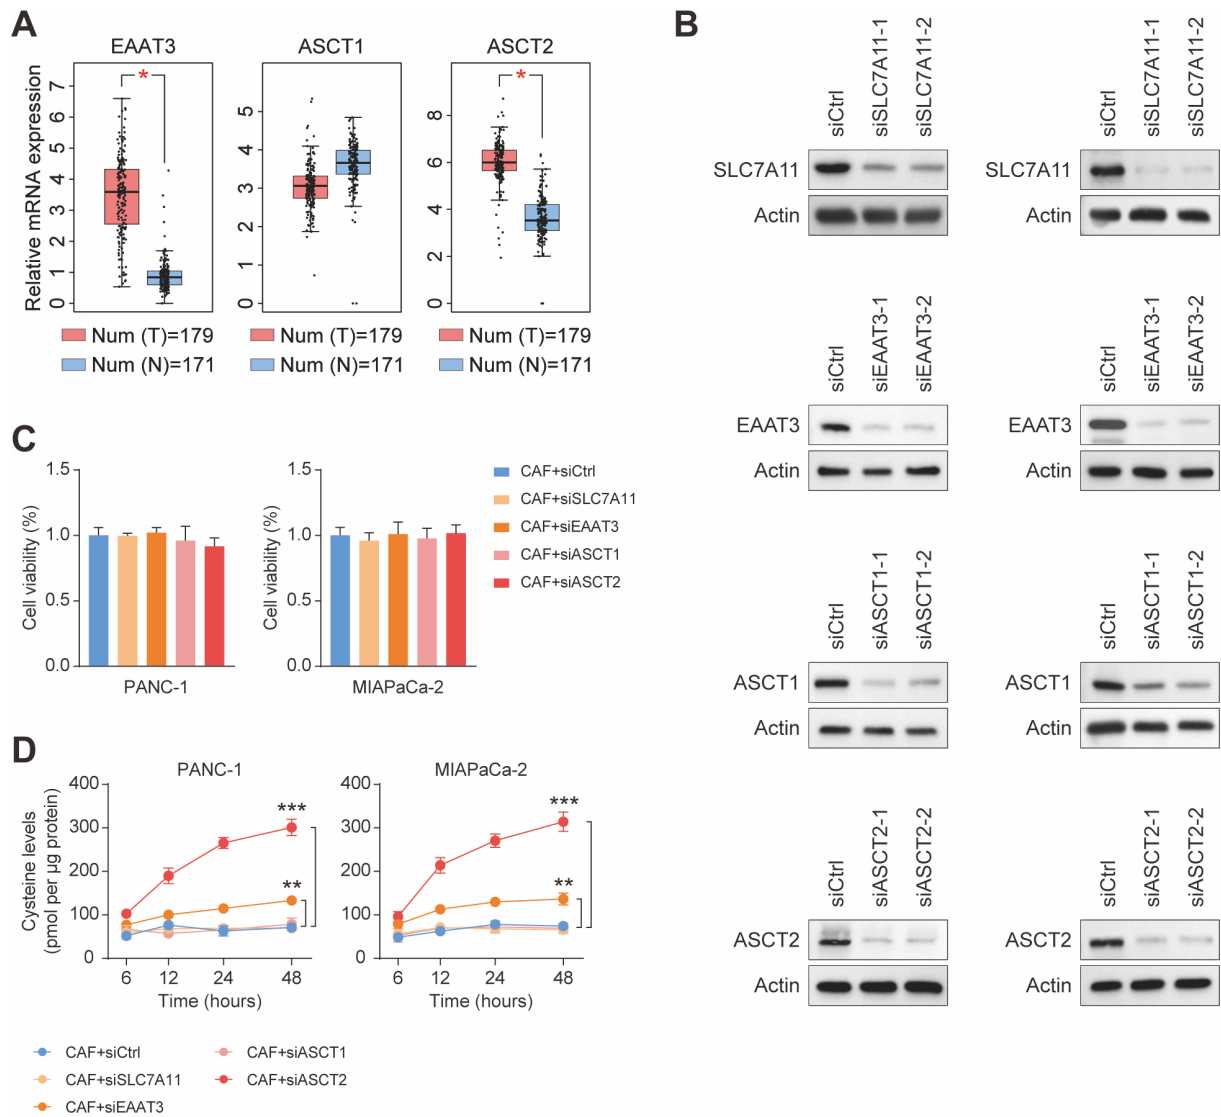 A
EAAT3
ASCT1
ASCT2
Relative mRNA expression
7
6
5
4
3
2
1
0
*
5
4
3
2
1
0
8
6
4
2
0
*
Num (T)=179
Num (N)=171
Num (T)=179
Num (N)=171
Num (T)=179
Num (N)=171
B
siCtrl
siSLC7A11-1
siSLC7A11-2
SLC7A11
Actin
siCtrl
siSLC7A11-1
siSLC7A11-2
SLC7A11
Actin
siCtrl
siEAAT3-1
siEAAT3-2
EAAT3
Actin
siCtrl
siEAAT3-1
siEAAT3-2
EAAT3
Actin
siCtrl
siASCT1-1
siASCT1-2
ASCT1
Actin
siCtrl
siASCT1-1
siASCT1-2
ASCT1
Actin
siCtrl
siASCT2-1
siASCT2-2
ASCT2
Actin
siCtrl
siASCT2-1
siASCT2-2
ASCT2
Actin
C
Cell viability (%)
1.5
1.0
0.5
0.0
PANC-1
Cell viability (%)
1.5
1.0
0.5
0.0
MIAPaCa-2
CAF+siCtrl
CAF+siSLC7A11
CAF+siEAAT3
CAF+siASCT1
CAF+siASCT2
D
PANC-1
Cysteine levels
(pmol per µg protein)
400
300
200
100
0
***
**
6 12 24 48
Time (hours)
MIAPaCa-2
400
300
200
100
0
***
**
6 12 24 48
Time (hours)
CAF+siCtrl
CAF+siSLC7A11
CAF+siEAAT3
CAF+siASCT1
CAF+siASCT2